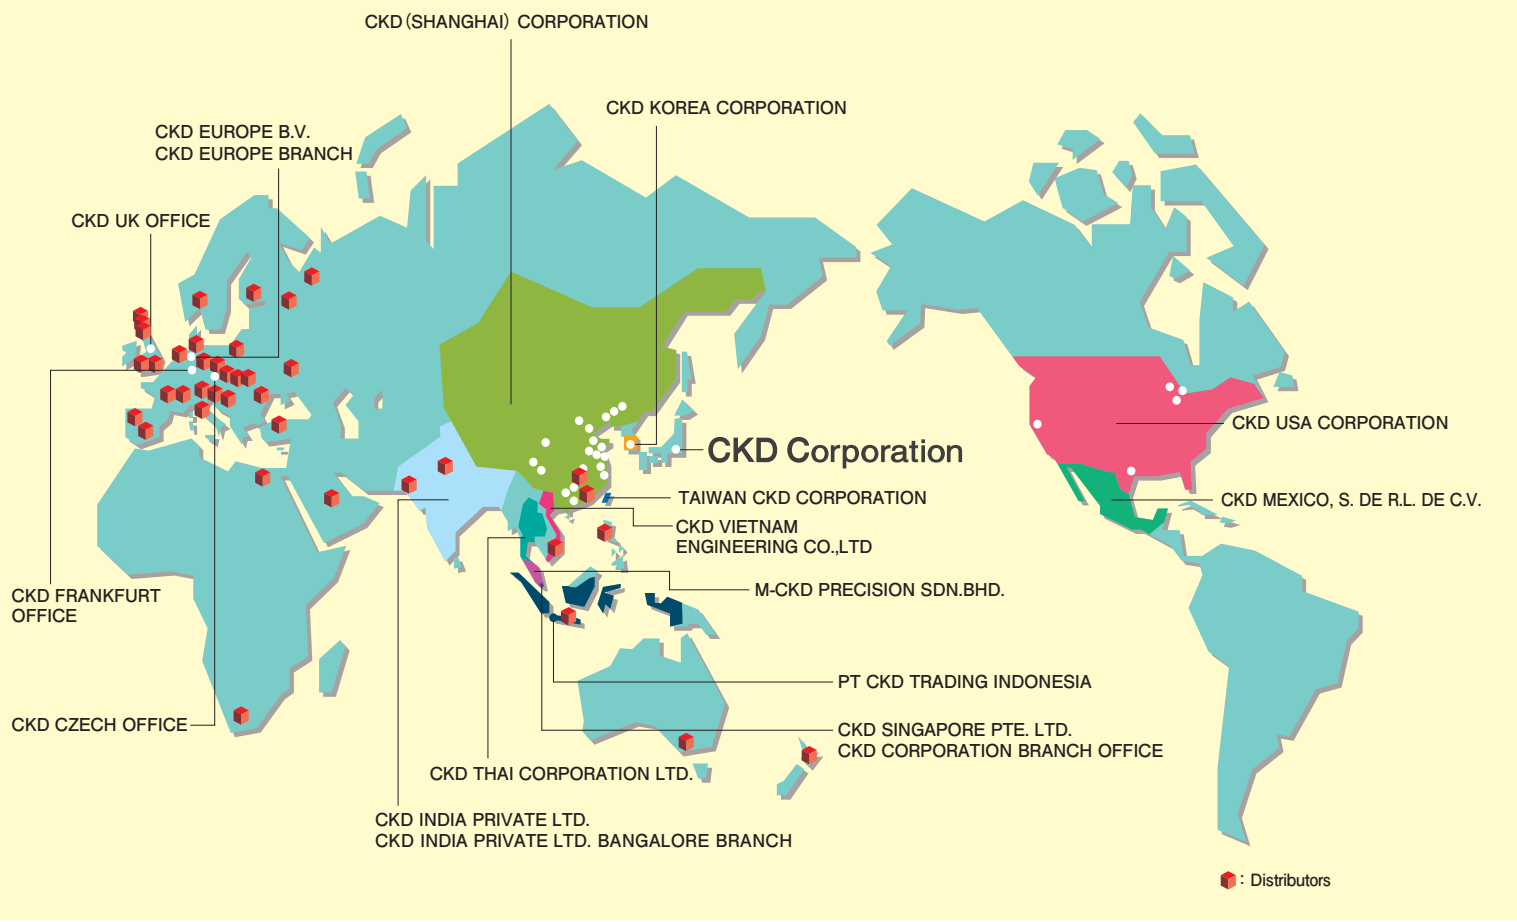 CKD (SHANGHAI) CORPORATION
CKD KOREA CORPORATION
CKD EUROPE B.V.
CKD EUROPE BRANCH
CKD UK OFFICE
CKD USA CORPORATION
CKD Corporation
TAIWAN CKD CORPORATION
CKD MEXICO, S. DE R.L. DE C.V.
CKD VIETNAM
ENGINEERING CO.,LTD
M-CKD PRECISION SDN.BHD.
CKD FRANKFURT
OFFICE
PT CKD TRADING INDONESIA
CKD CZECH OFFICE
CKD SINGAPORE PTE. LTD.
CKD CORPORATION BRANCH OFFICE
CKD THAI CORPORATION LTD.
CKD INDIA PRIVATE LTD.
CKD INDIA PRIVATE LTD. BANGALORE BRANCH
: Distributors